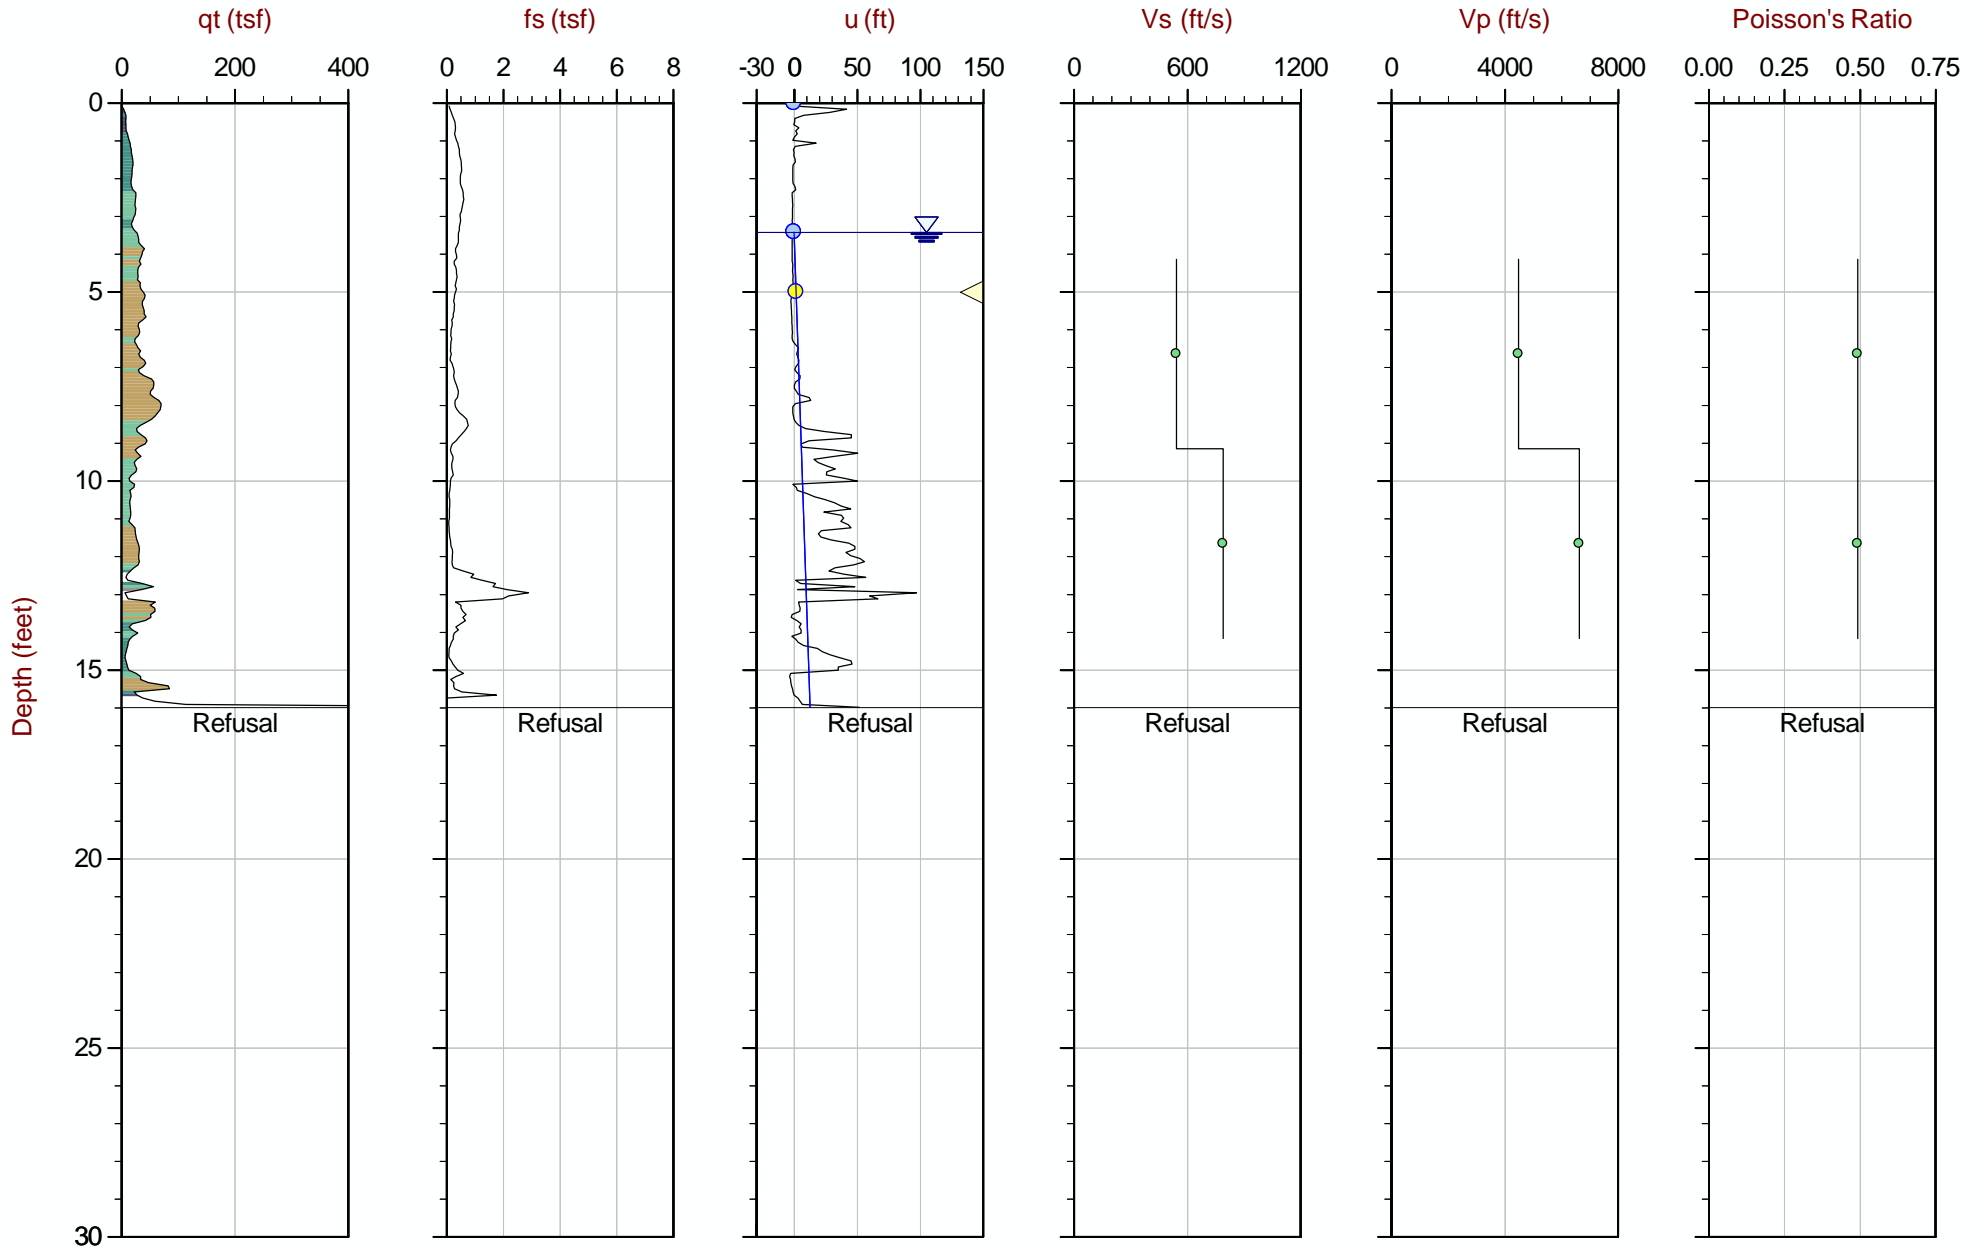 qt (tsf) fs (tsf) u (ft) Vs (ft/s) Vp (ft/s) Poisson's Ratio
0 200 400 0 2 4 6 8 -30 0 50 100 150 0 600 1200 0 4000 8000 0.00 0.25 0.50 0.75
0
5
10
15
Refusal Refusal Refusal Refusal Refusal Refusal
20
25
30
Depth (feet)